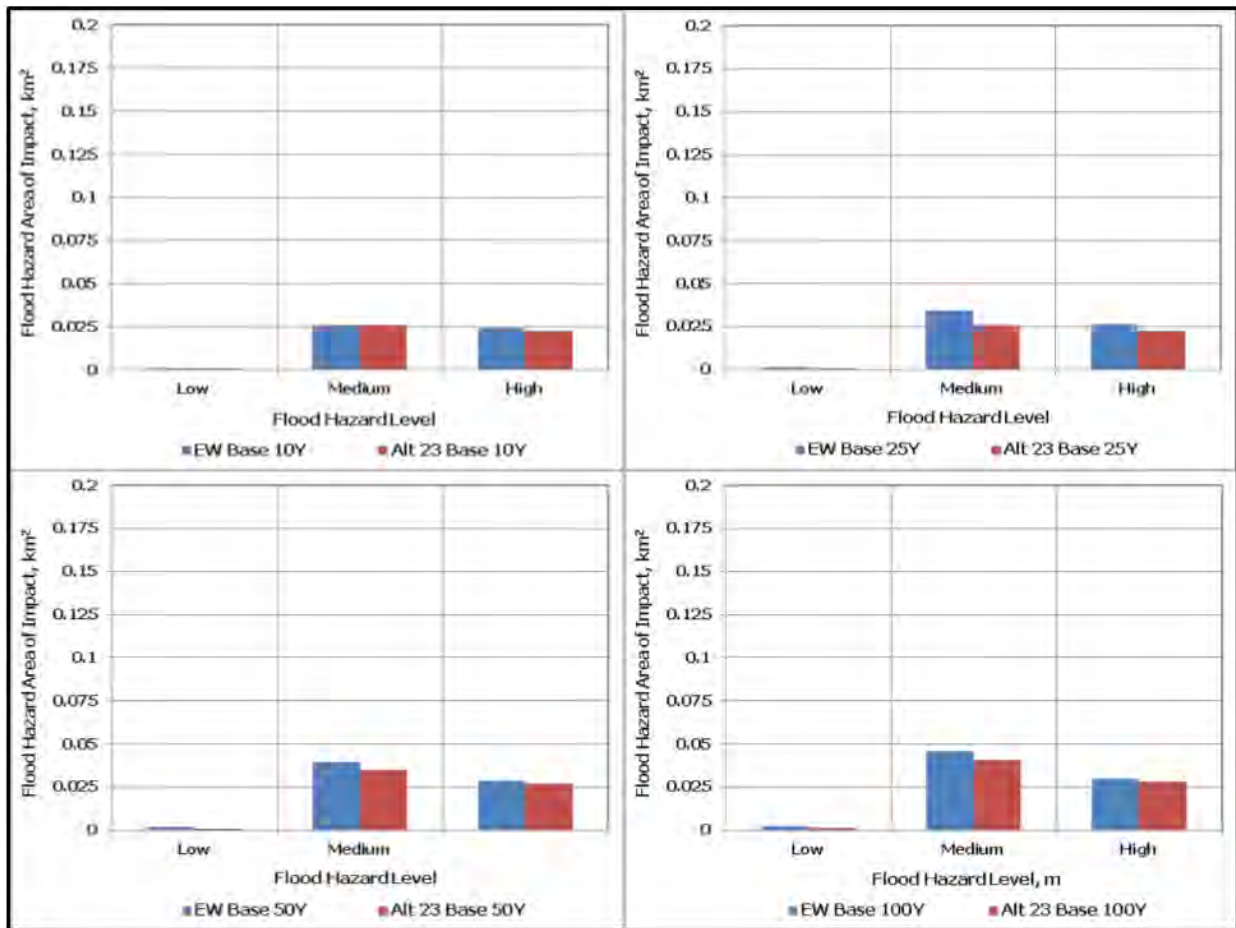 0.2
0.175
0.15
0.125
0.1
0.075
0.05
0.025
0
Flood Hazard Area of Impact, km²
Low Medium High
Flood Hazard Level
EW Base 10Y Alt 23 Base 10Y
0.2
0.175
0.15
0.125
0.1
0.075
0.05
0.025
0
Flood Hazard Area of Impact, km²
Low Medium High
Flood Hazard Level
EW Base 25Y Alt 23 Base 25Y
0.2
0.175
0.15
0.125
0.1
0.075
0.05
0.025
0
Flood Hazard Area of Impact, km²
Low Medium
Flood Hazard Level
EW Base 50Y Alt 23 Base 50Y
0.2
0.175
0.15
0.125
0.1
0.075
0.05
0.025
0
Flood Hazard Area of Impact, km²
Low Medium High
Flood Hazard Level, m
EW Base 100Y Alt 23 Base 100Y